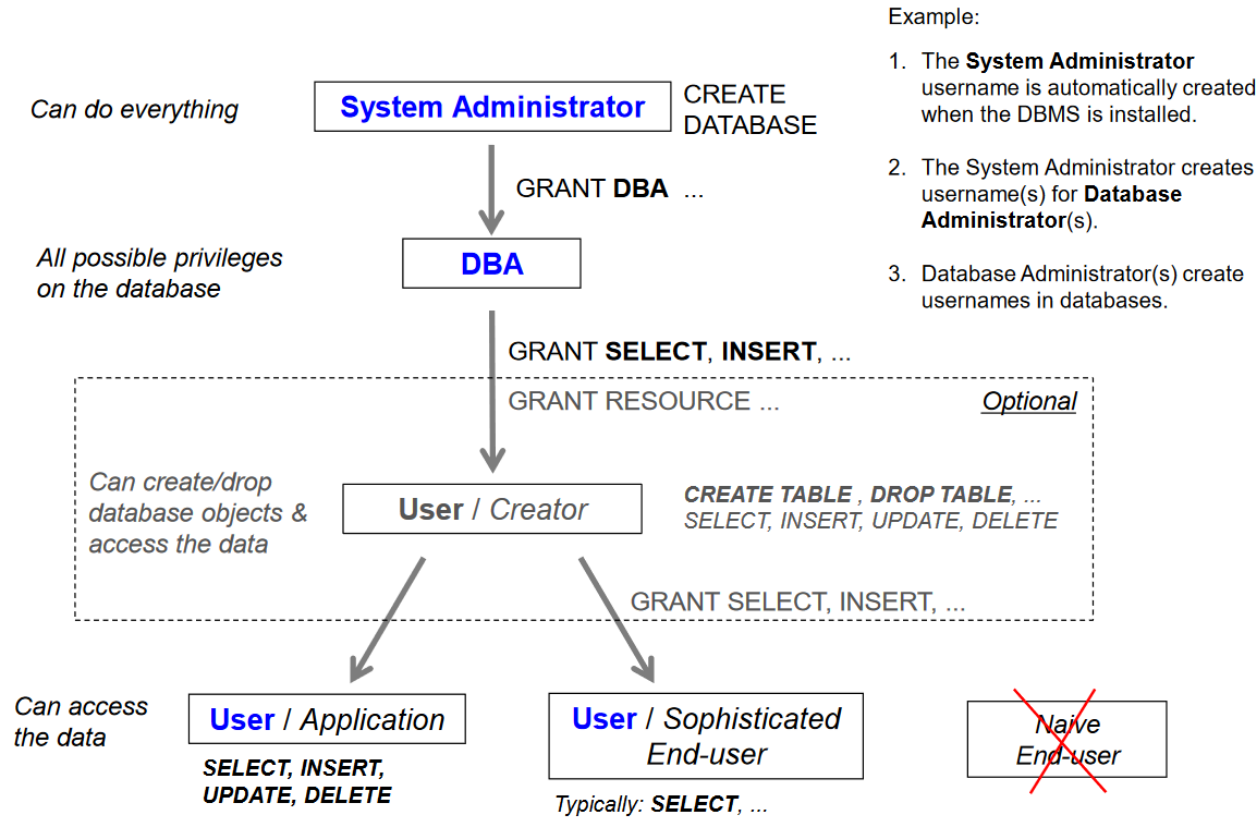 Example:
1. The System Administrator
username is automatically created
when the DBMS is installed.
2. The System Administrator creates
username(s) for Database
Administrator(s).
3. Database Administrator(s) create
usernames in databases.
Can do everything
System Administrator
CREATE
DATABASE
GRANT DBA ...
All possible privileges
on the database
DBA
GRANT SELECT, INSERT, ...
GRANT RESOURCE ...
Optional
Can create/drop
database objects &
access the data
User / Creator
CREATE TABLE , DROP TABLE, ...
SELECT, INSERT, UPDATE, DELETE
GRANT SELECT, INSERT, ...
Can access
the data
User / Application
SELECT, INSERT,
UPDATE, DELETE
User / Sophisticated
End-user
Typically: SELECT, ...
Naive
End-user